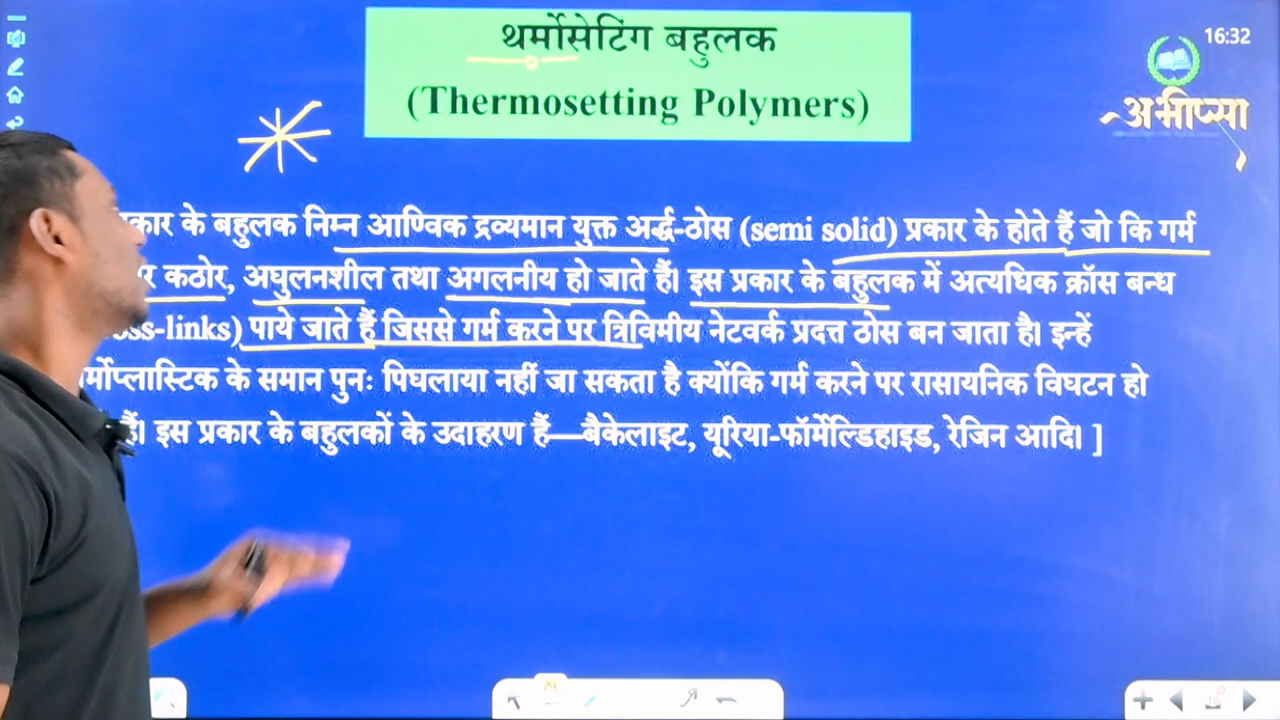 थर्मोसेटिंग बहुलक
(Thermosetting Polymers)
16:32
अभीप्सा
के बहुलक निम्न आण्विक द्रव्यमान युक्त अर्द्ध-ठोस (semi solid) प्रकार के होते हैं जो कि गर्म
कठोर, अघुलनशील तथा अगलनीय हो जाते हैं। इस प्रकार के बहुलक में अत्यधिक क्रॉस बन्ध
पाये जाते हैं जिससे गर्म करने पर त्रिविमीय नेटवर्क प्रदत्त ठोस बन जाता है। इन्हें
के समान पुनः पिघलाया नहीं जा सकता है क्योंकि गर्म करने पर रासायनिक विघटन हो
हैं। इस प्रकार के बहुलकों के उदाहरण हैं—बैकेलाइट, यूरिया-फॉर्मेल्डिहाइड, रेजिन आदि। ]